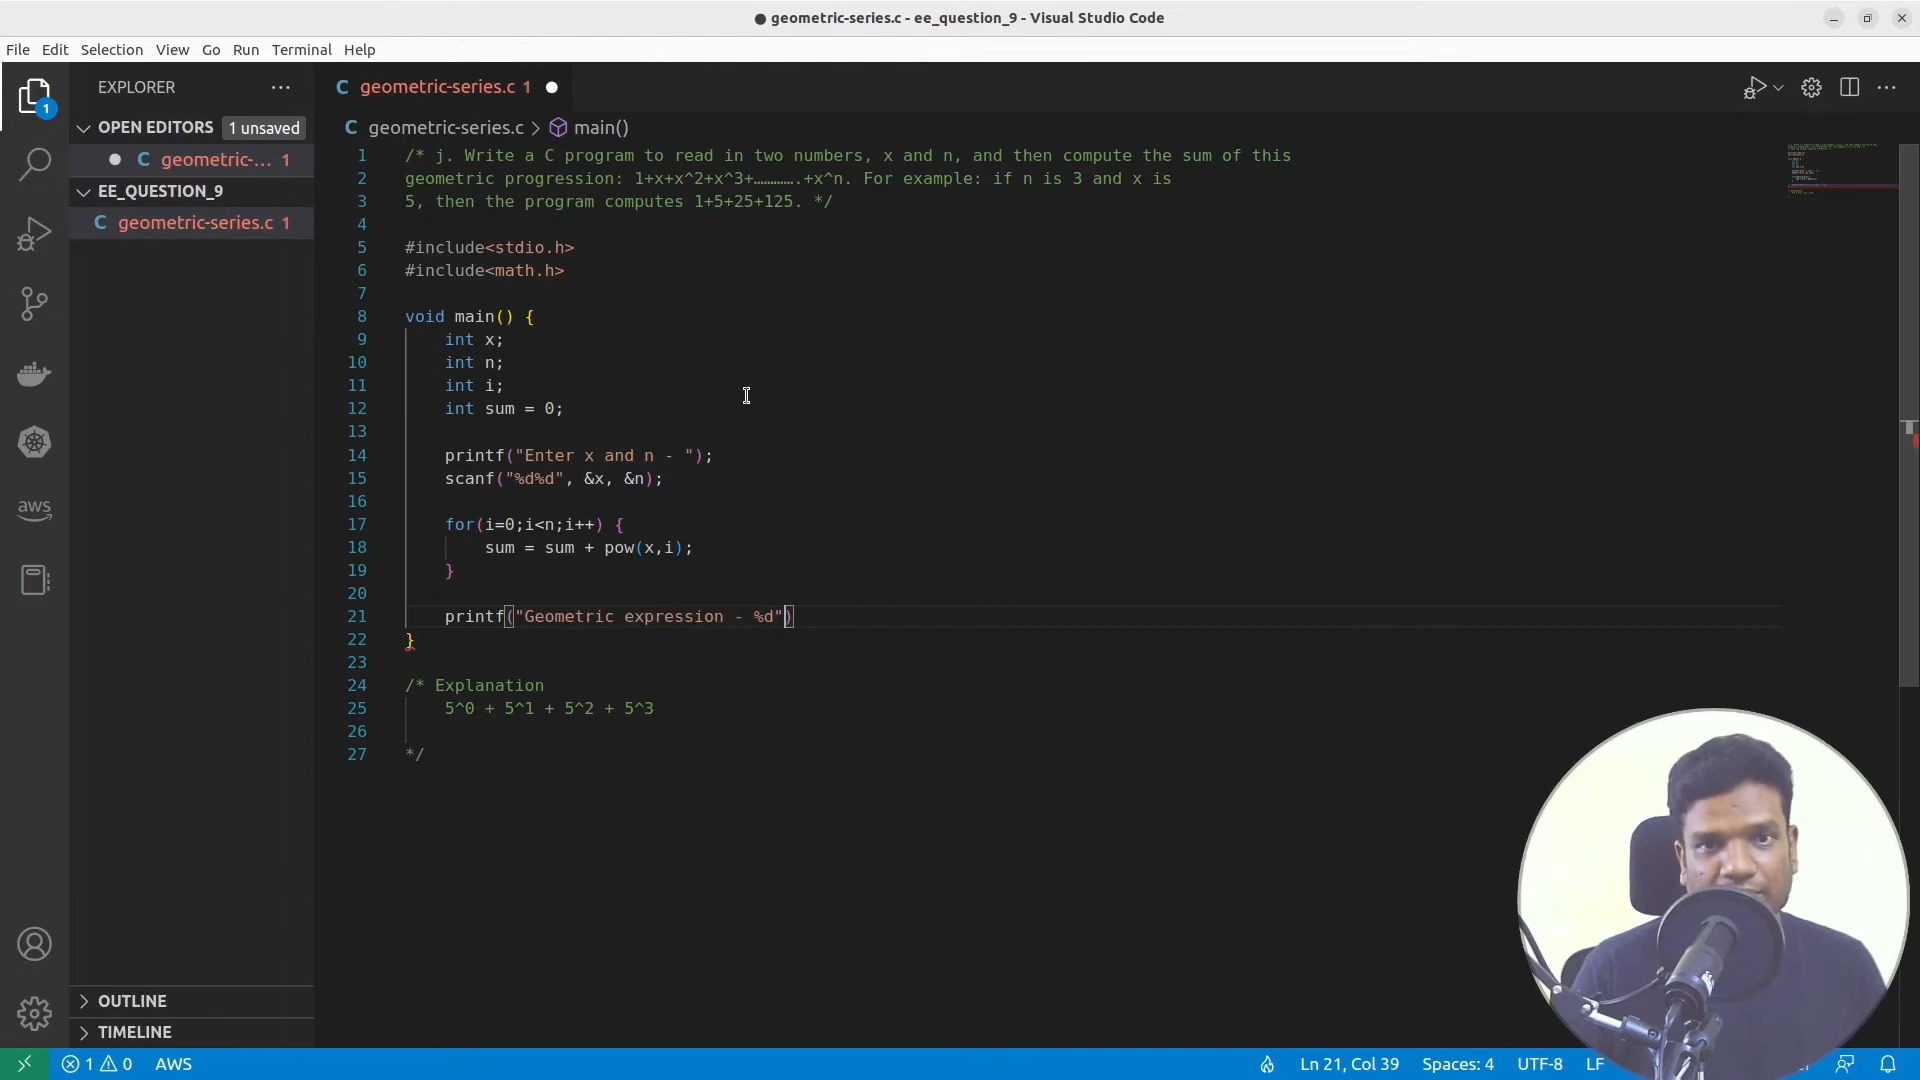 geometric-series.c - ee_question_9 - Visual Studio Code
File Edit Selection View Go Run Terminal Help
EXPLORER
OPEN EDITORS 1 unsaved
C geometric-... 1
EE_QUESTION_9
C geometric-series.c 1
OUTLINE
TIMELINE
1
aws
C geometric-series.c 1
C geometric-series.c > main()
1 /* j. Write a C program to read in two numbers, x and n, and then compute the sum of this
2 geometric progression: 1+x+x^2+x^3+………….+x^n. For example: if n is 3 and x is
3 5, then the program computes 1+5+25+125. */
4
5 #include<stdio.h>
6 #include<math.h>
7
8 void main() {
9 int x;
10 int n;
11 int i;
12 int sum = 0;
13
14 printf("Enter x and n - ");
15 scanf("%d%d", &x, &n);
16
17 for(i=0;i<n;i++) {
18 sum = sum + pow(x,i);
19 }
20
21 printf("Geometric expression - %d")
22 }
23
24 /* Explanation
25 5^0 + 5^1 + 5^2 + 5^3
26
27 */
1 0 AWS Ln 21, Col 39 Spaces: 4 UTF-8 LF